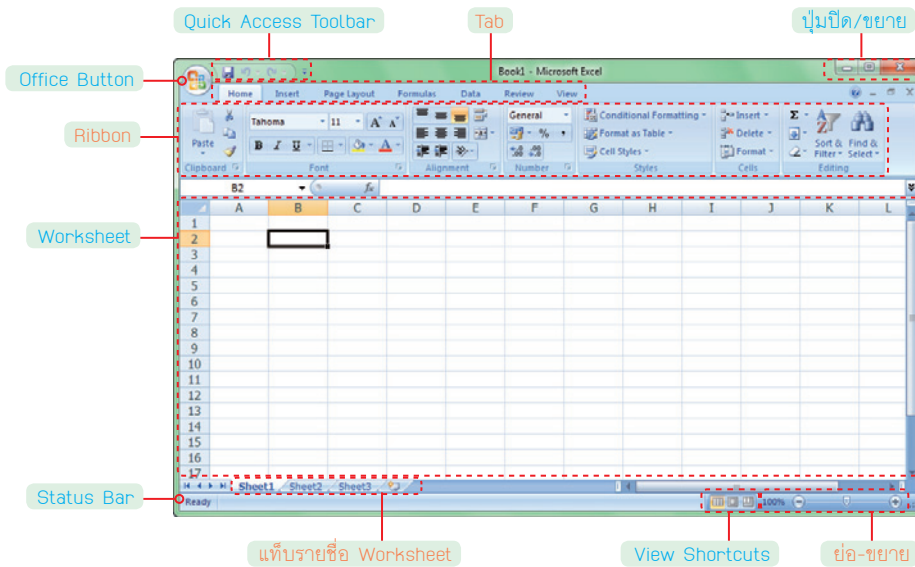 Quick Access Toolbar
Tab
ปุ่มปิด/ขยาย
Office Button
Book1 - Microsoft Excel
Home Insert Page Layout Formulas Data Review View
Ribbon
Tahoma 11 A A General Conditional Formatting Insert Σ
Paste % , Format as Table Delete Sort & Find &
B I U A Cell Styles Format Filter Select
Clipboard Font Alignment Number Styles Cells Editing
B2 fx
A B C D E F G H I J K L
1
Worksheet
2
3
4
5
6
7
8
9
10
11
12
13
14
15
16
17
Sheet1 Sheet2 Sheet3
Status Bar
Ready 100%
แท็บรายชื่อ Worksheet
View Shortcuts
ย่อ-ขยาย